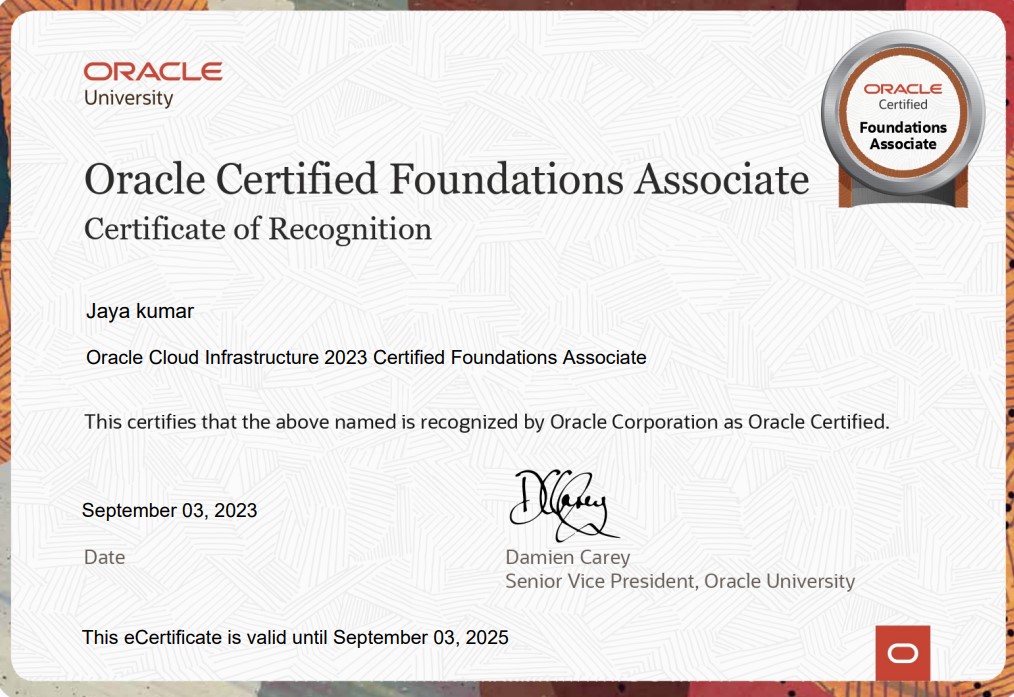 ORACLE
University
ORACLE
Certified
Foundations
Associate
Oracle Certified Foundations Associate
Certificate of Recognition
Jaya kumar
Oracle Cloud Infrastructure 2023 Certified Foundations Associate
This certifies that the above named is recognized by Oracle Corporation as Oracle Certified.
DCarey
September 03, 2023
Date
Damien Carey
Senior Vice President, Oracle University
This eCertificate is valid until September 03, 2025